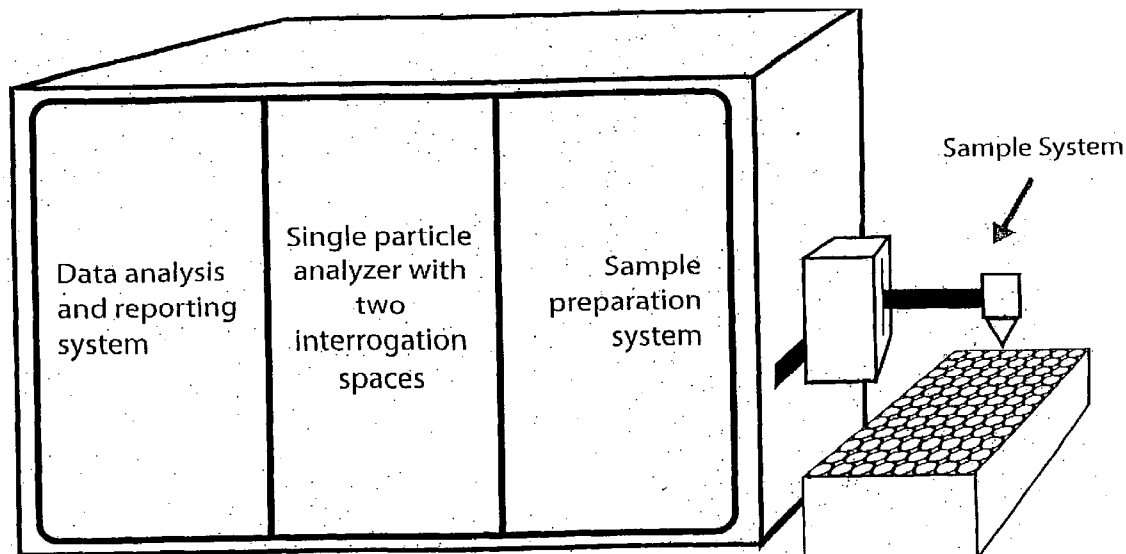 Data analysis
and reporting
system
Single particle
analyzer with
two
interrogation
spaces
Sample
preparation
system
Sample System